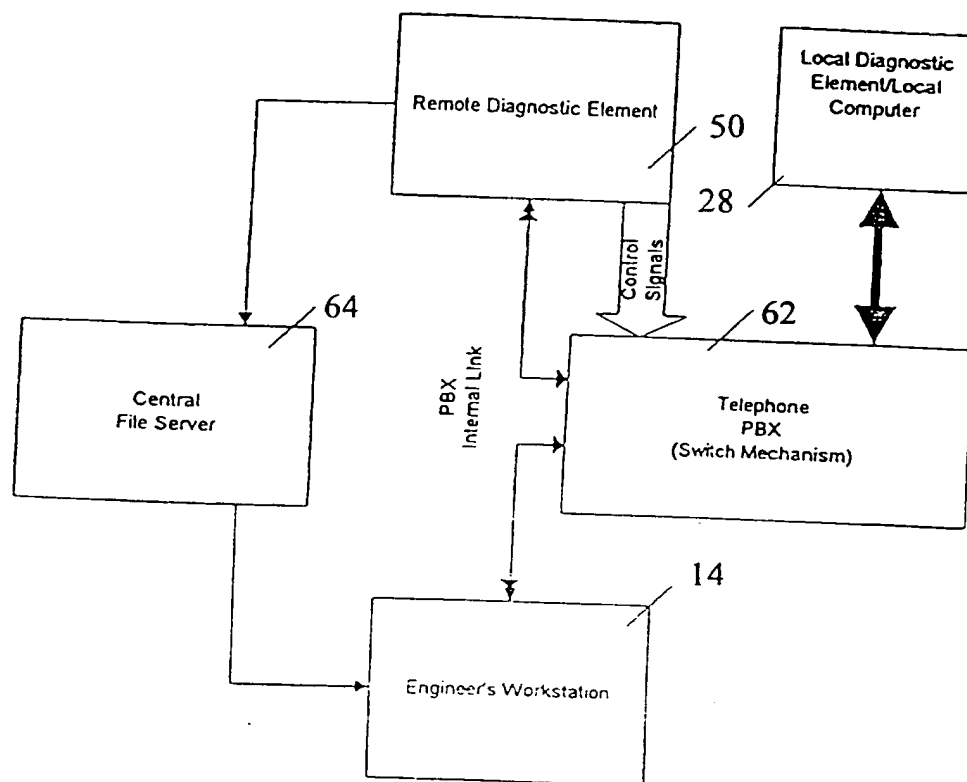 Remote Diagnostic Element
50
Local Diagnostic
Element/Local
Computer
28
Control
Signals
64
Central
File Server
PBX
Internal Link
62
Telephone
PBX
(Switch Mechanism)
14
Engineer's Workstation